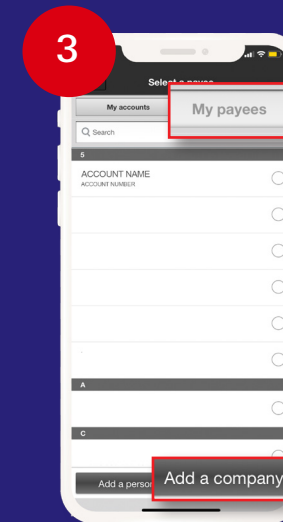 3
Select a payee
My accounts
My payees
Search
5
ACCOUNT NAME
ACCOUNT NUMBER
A
C
Add a person
Add a company